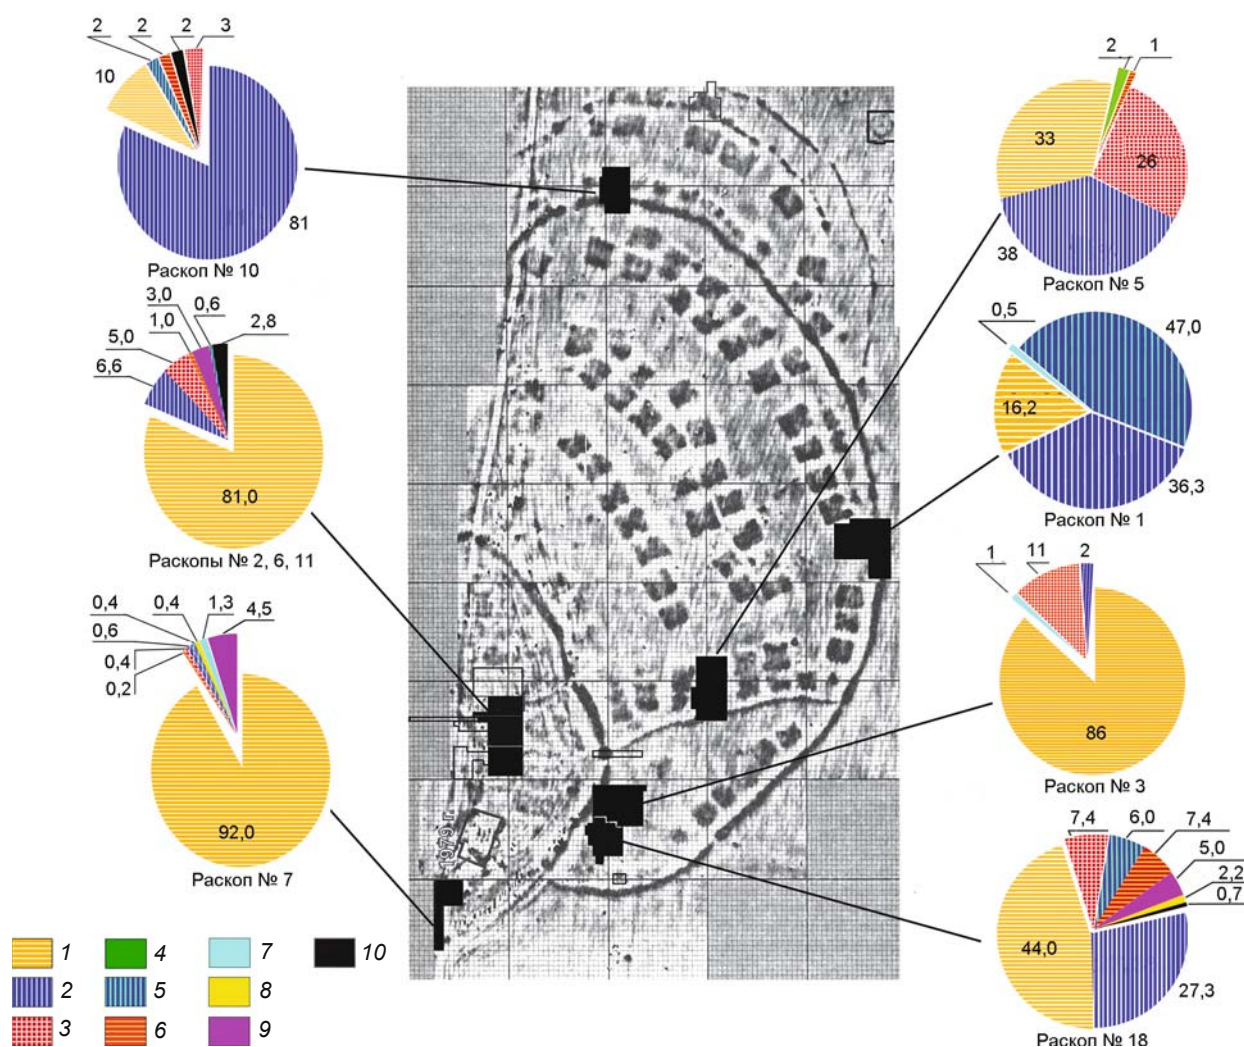 2 2 2 3
10
81
Раскоп № 10
3,0 0,6
5,0 1,0 2,8
6,6
81,0
Раскопы № 2, 6, 11
0,4 0,4 1,3 4,5
0,6
0,4
0,2
92,0
Раскоп № 7
1979 г.
2 1
33
26
38
Раскоп № 5
0,5
47,0
16,2
36,3
Раскоп № 1
1 11 2
86
Раскоп № 3
7,4 6,0 7,4
5,0
2,2
0,7
44,0
27,3
Раскоп № 18
1 4 7 10
2 5 8
3 6 9